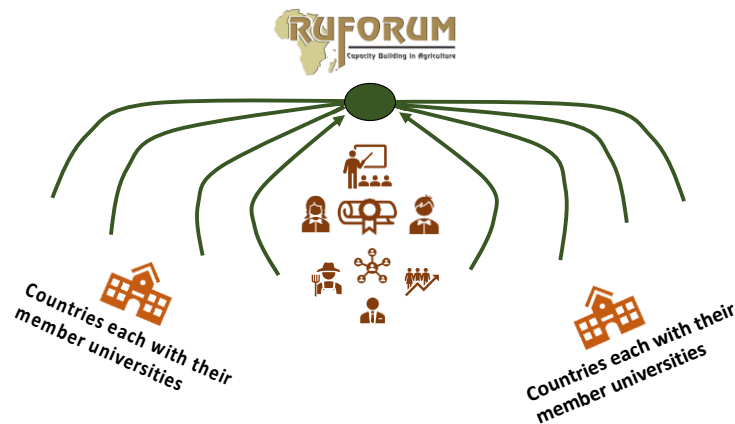 RUFORUM
Capacity Building in Agriculture
Countries each with their
member universities
Countries each with their
member universities